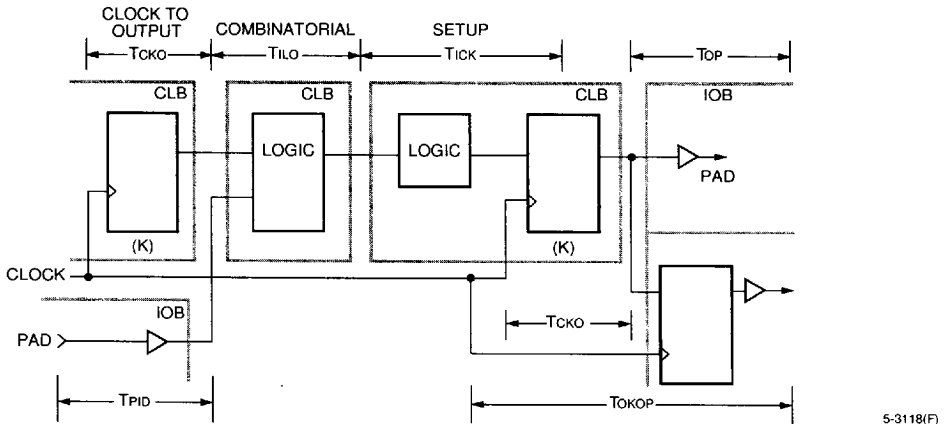 CLOCK TO
OUTPUT
COMBINATORIAL
SETUP
TCKO
TILO
TICK
TOP
CLB
CLB
CLB
IOB
LOGIC
LOGIC
PAD
(K)
(K)
CLOCK
IOB
PAD
TCKO
TPID
TOKOP
5-3118(F)